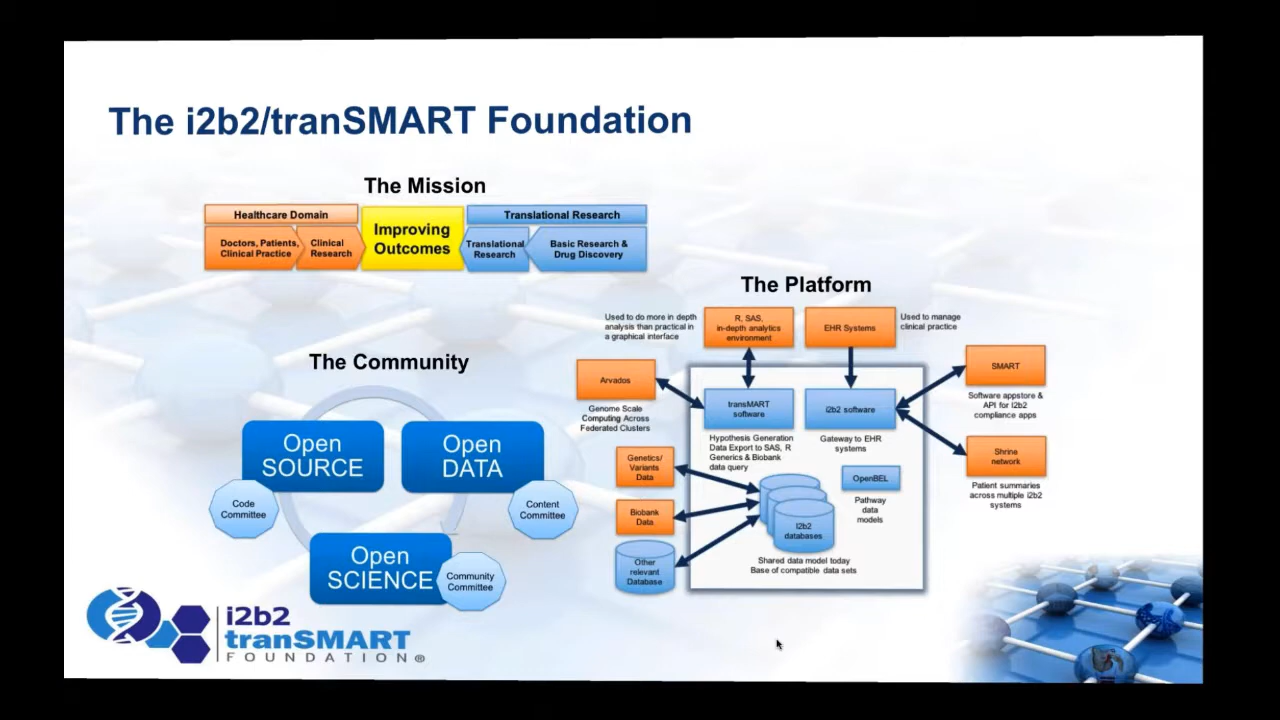 The i2b2/tranSMART Foundation
The Mission
Healthcare Domain
Doctors, Patients,
Clinical Practice
Clinical
Research
Improving
Outcomes
Translational Research
Translational
Research
Basic Research &
Drug Discovery
The Platform
Used to do more in depth
analysis than practical in
a graphical interface
R, SAS,
in-depth analytics
environment
EHR Systems
Used to manage
clinical practice
Arvados
Genome Scale
Computing Across
Federated Clusters
transMART
software
Hypothesis Generation
Data Export to SAS, R
Generics & Biobank
data query
i2b2 software
Gateway to EHR
systems
SMART
Software appstore &
API for I2b2
compliance apps
Shrine
network
Patient summaries
across multiple i2b2
systems
Genetics/
Variants
Data
Biobank
Data
Other
relevant
Database
OpenBEL
Pathway
data
models
I2b2
databases
Shared data model today
Base of compatible data sets
The Community
Open
SOURCE
Code
Committee
Open
DATA
Content
Committee
Open
SCIENCE
Community
Committee
i2b2
tranSMART
FOUNDATION®